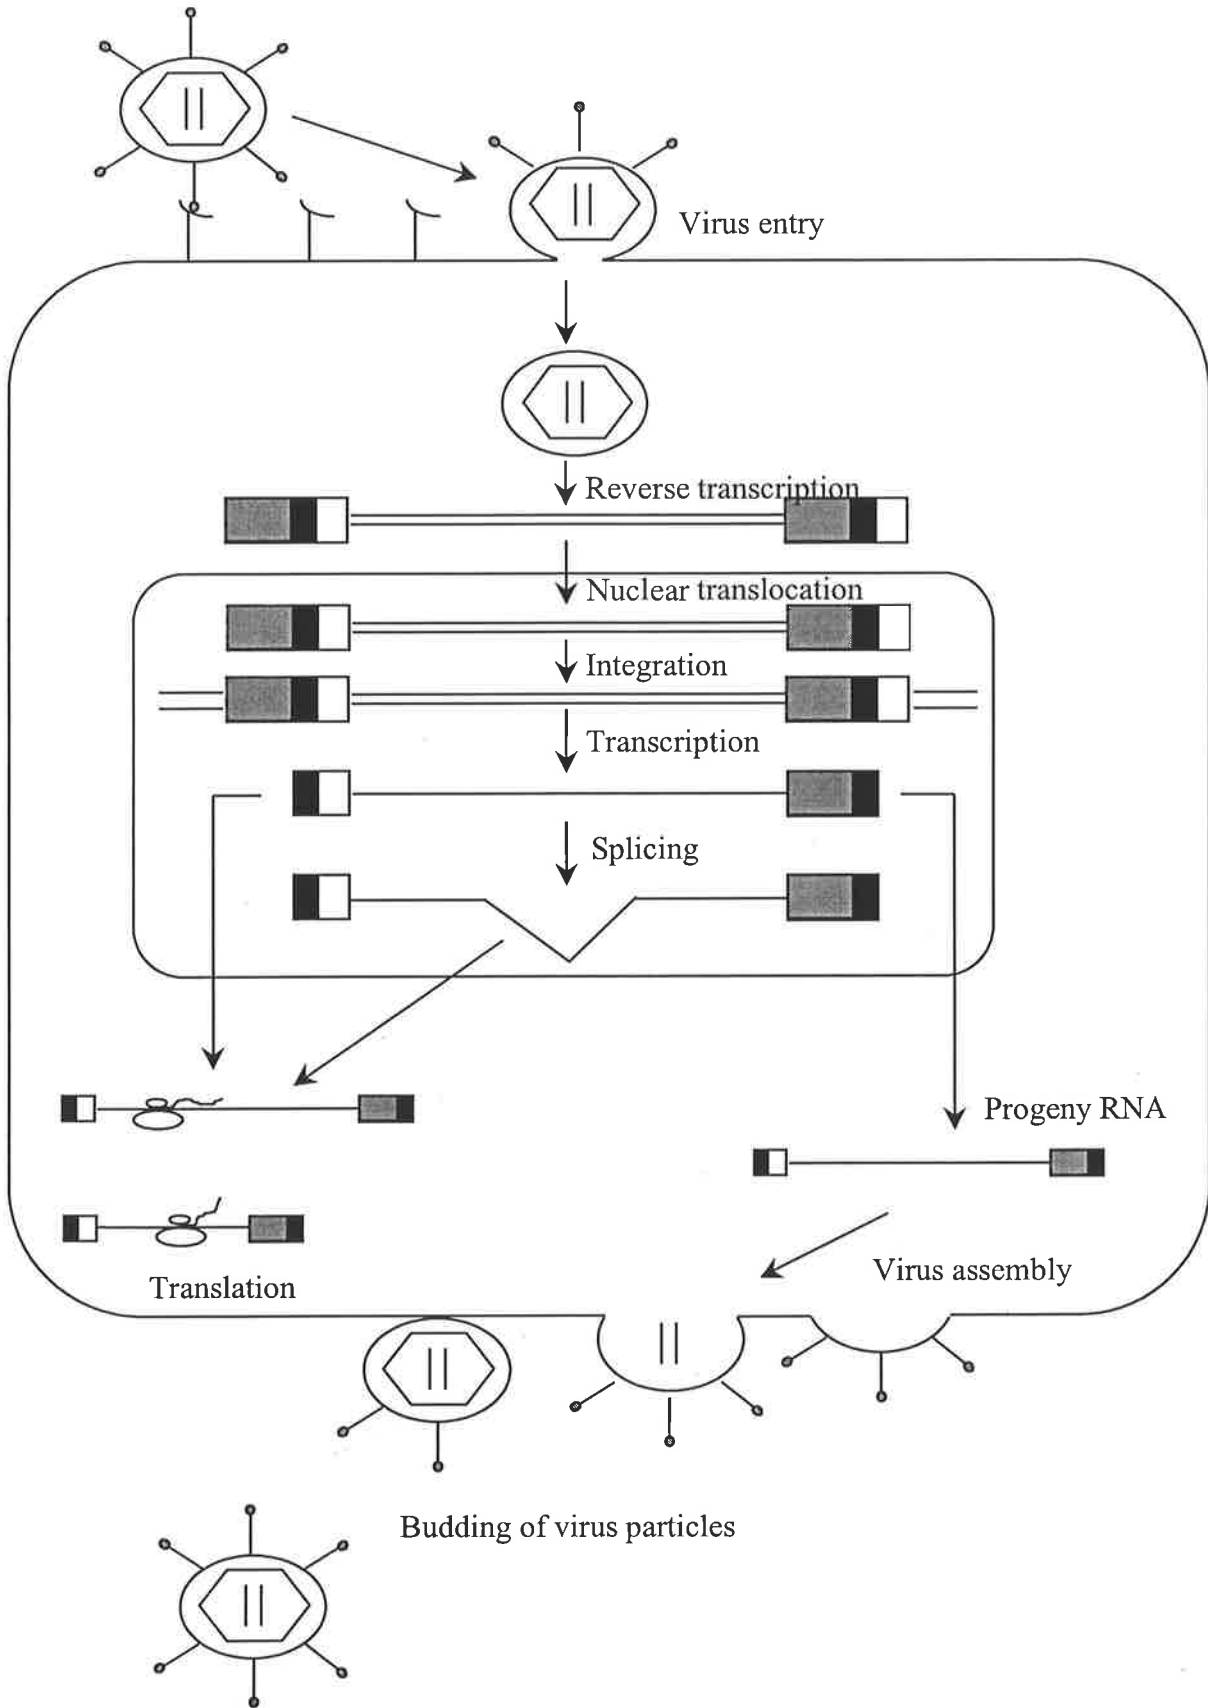 Virus entry
Reverse transcription
Nuclear translocation
Integration
Transcription
Splicing
Progeny RNA
Virus assembly
Translation
Budding of virus particles